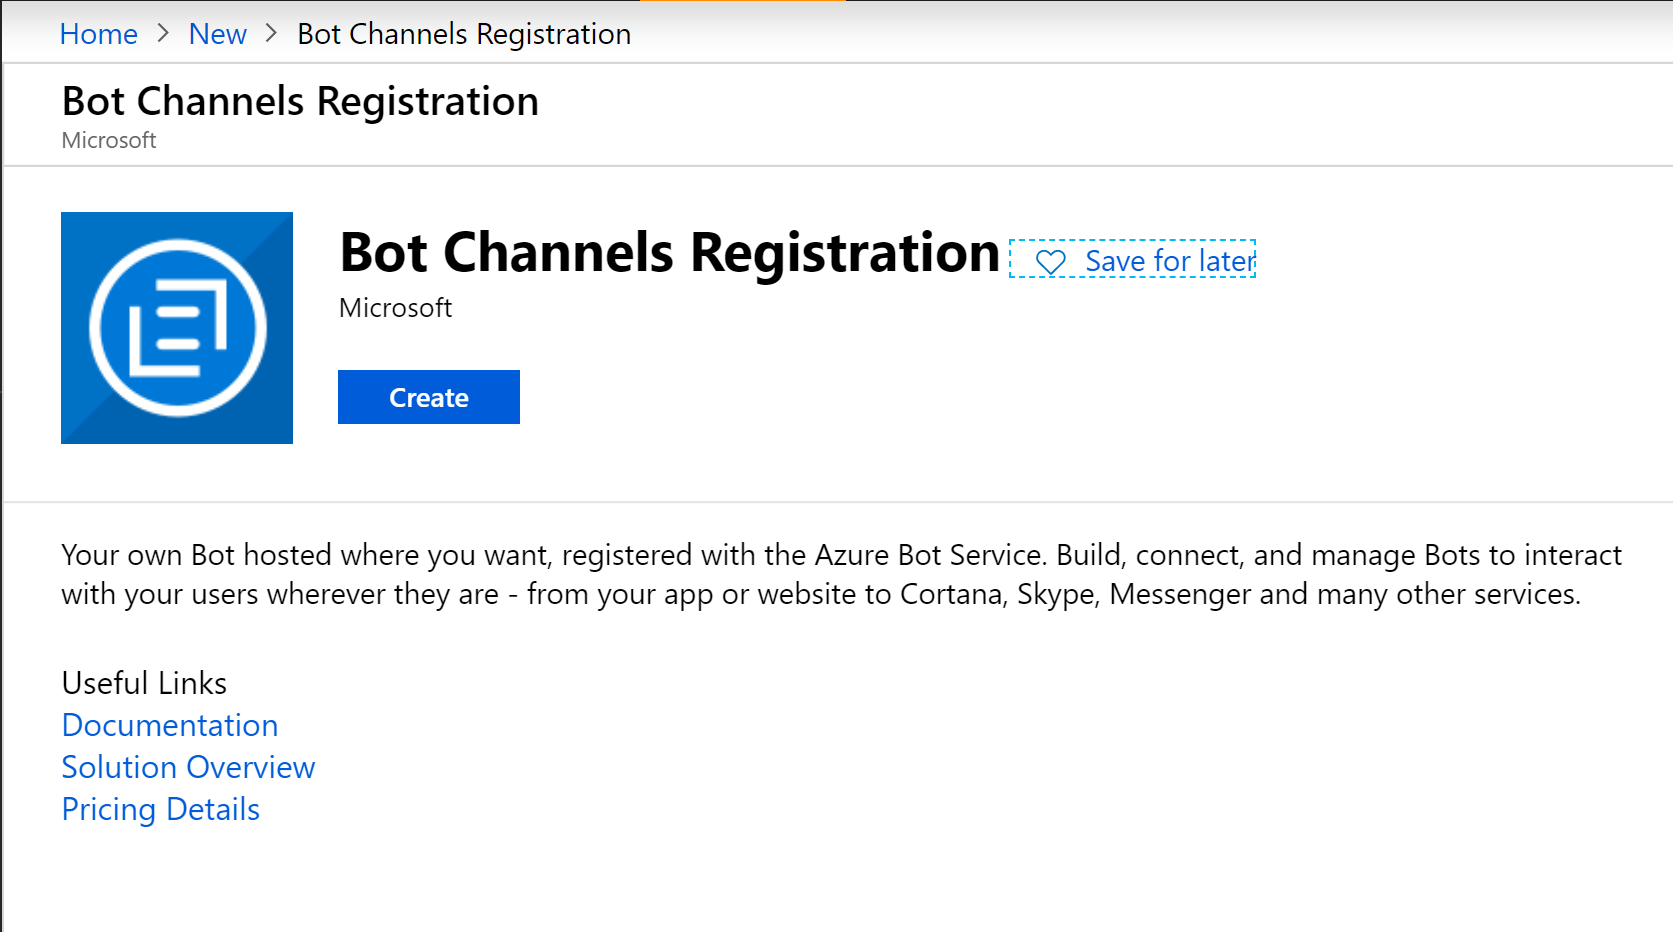 Home > New > Bot Channels Registration
Bot Channels Registration
Microsoft
Bot Channels Registration
Save for later
Microsoft
Create
Your own Bot hosted where you want, registered with the Azure Bot Service. Build, connect, and manage Bots to interact
with your users wherever they are - from your app or website to Cortana, Skype, Messenger and many other services.
Useful Links
Documentation
Solution Overview
Pricing Details